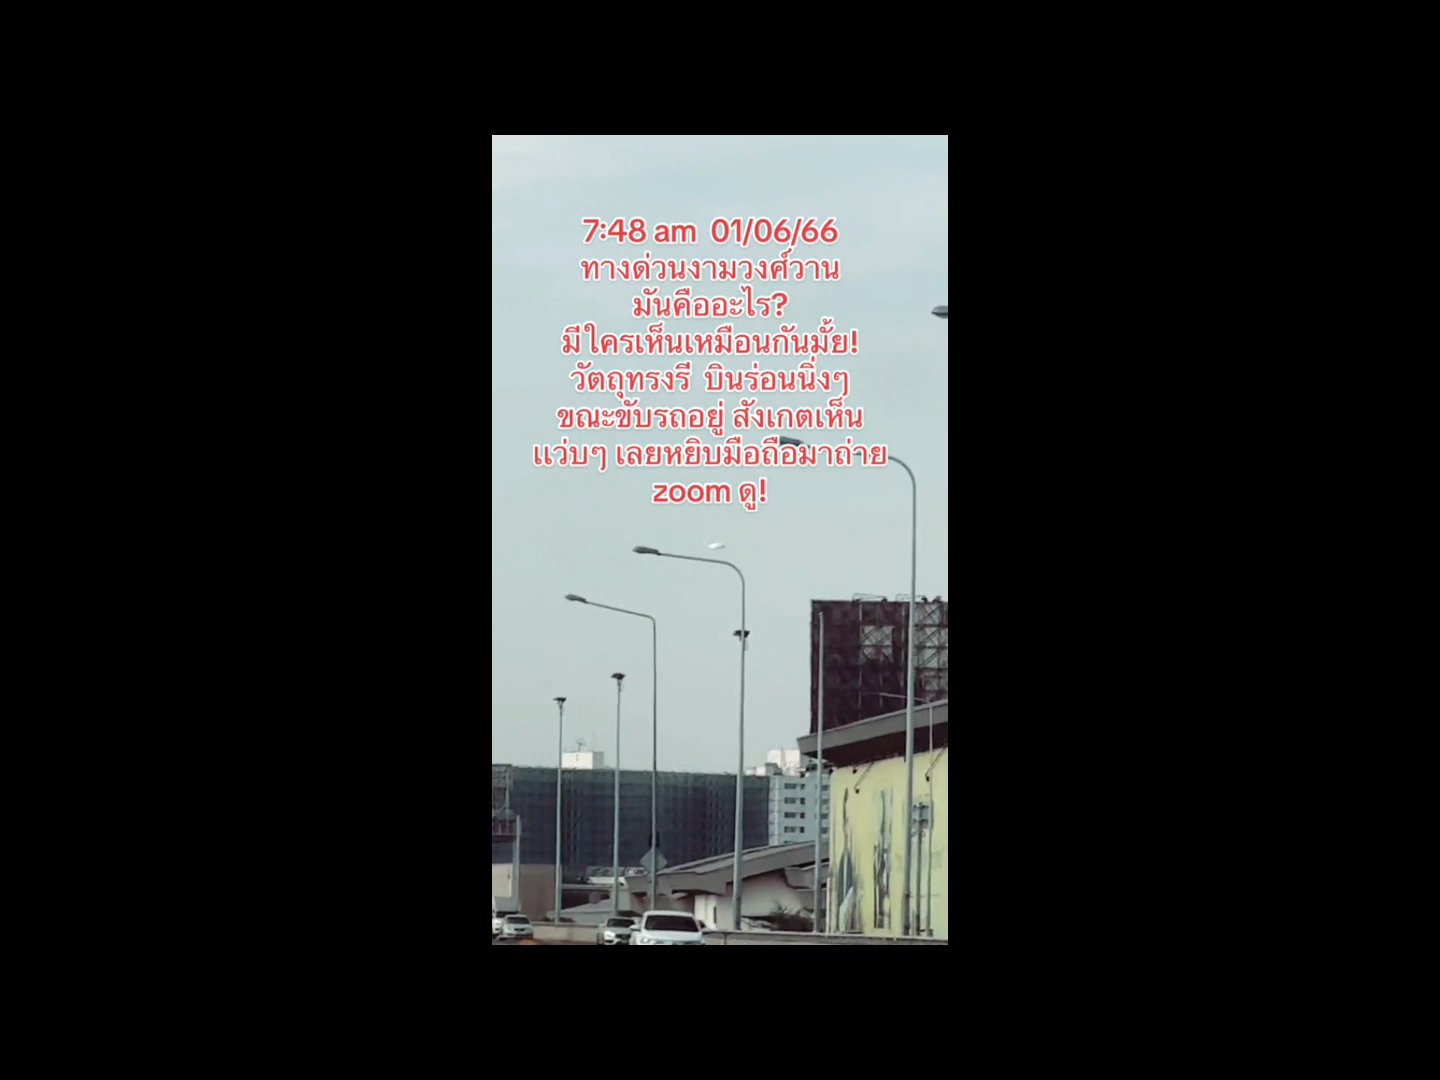 7:48 am 01/06/66
ทางด่วนงามวงศ์วาน
มันคืออะไร?
มีใครเห็นเหมือนกันมั้ย!
วัตถุทรงรี บินร่อนนิ่งๆ
ขณะขับรถอยู่ สังเกตเห็น
แว่บๆ เลยหยิบมือถือมาถ่าย
zoom ดู!